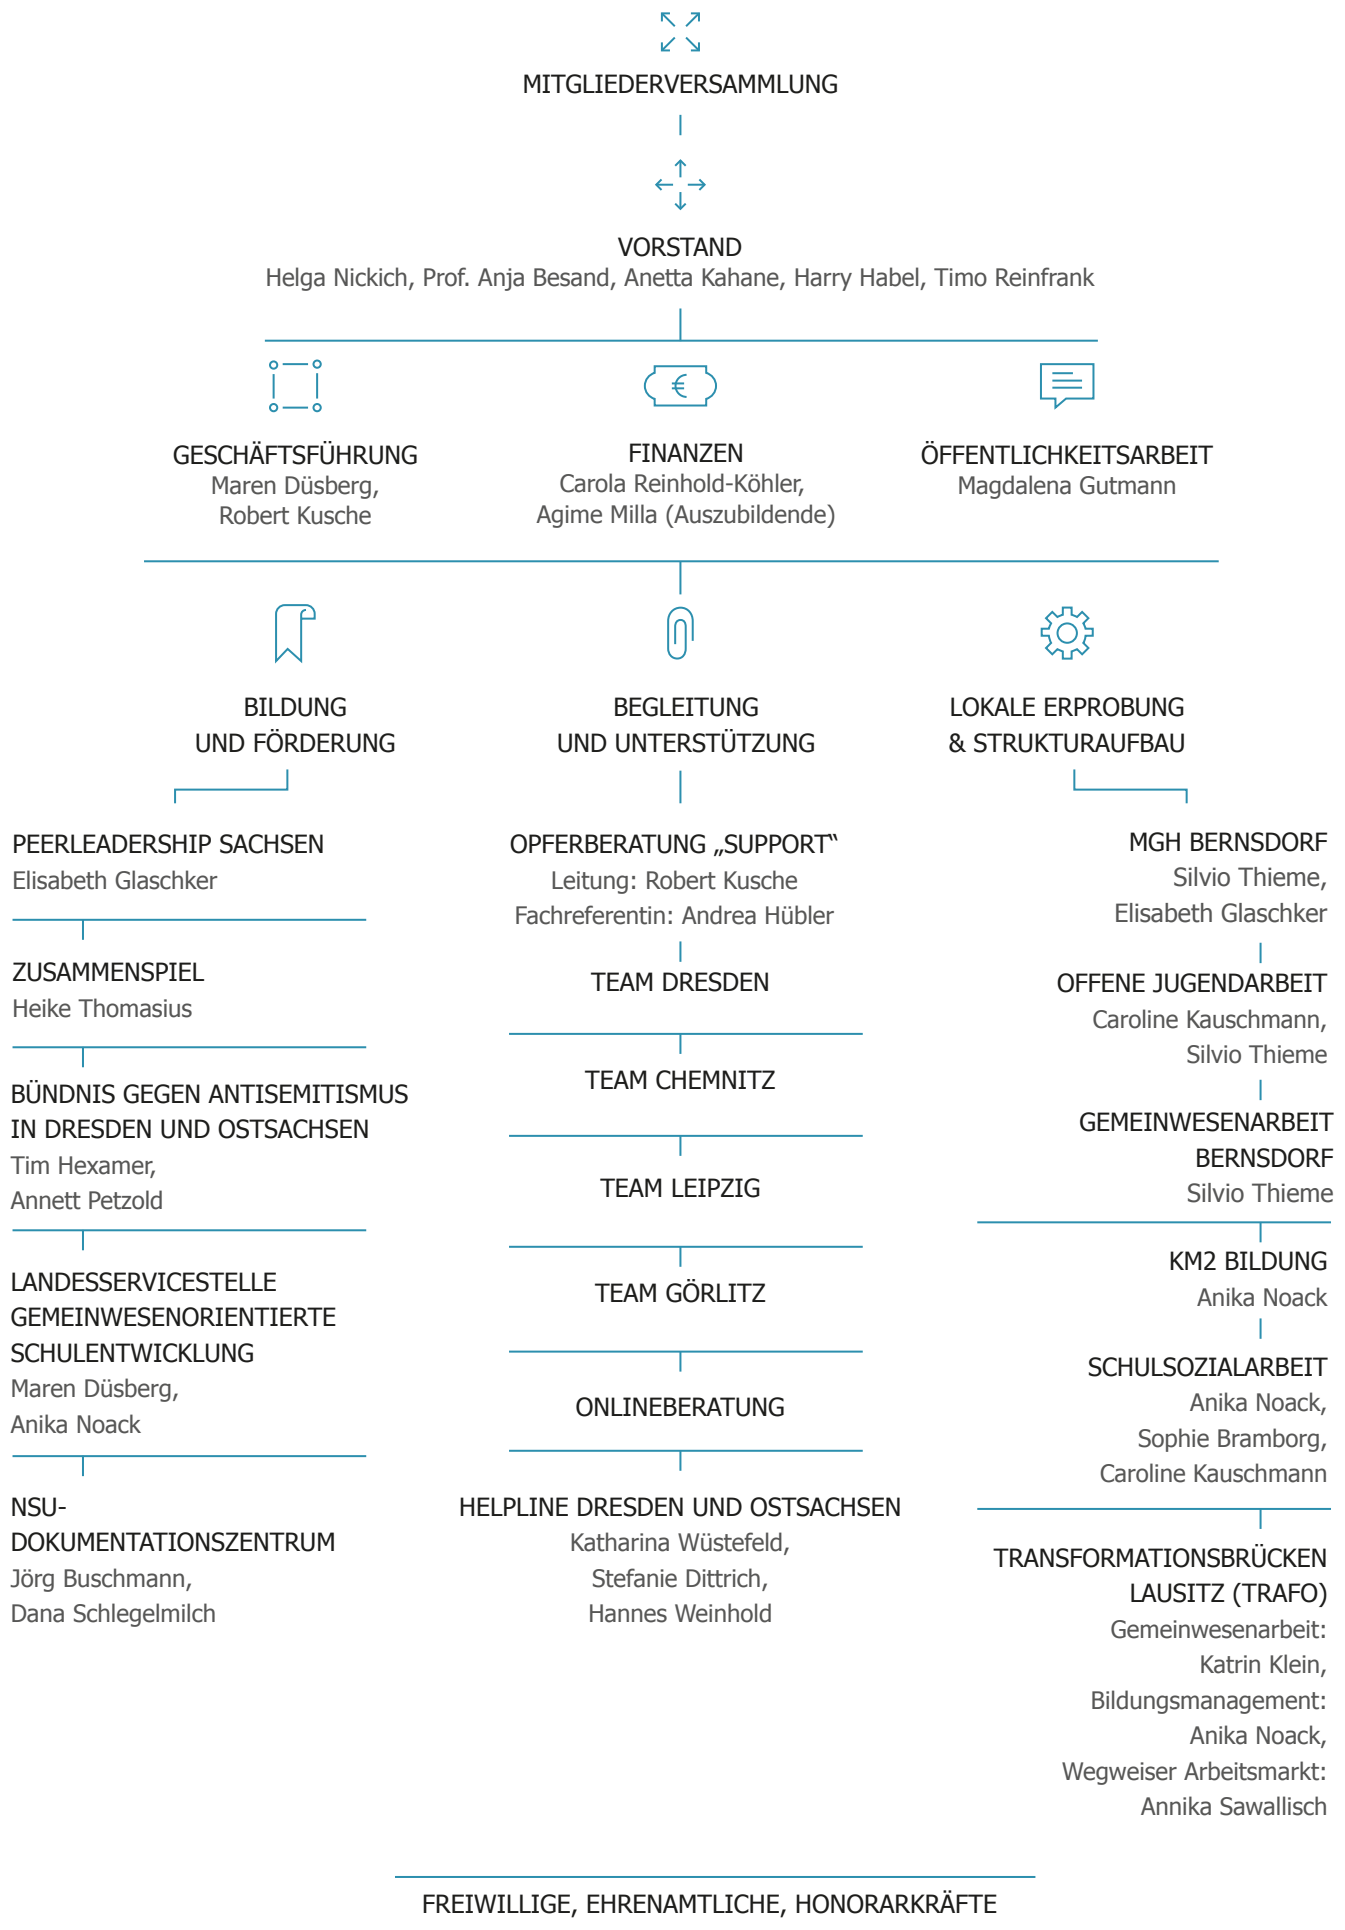 MITGLIEDERVERSAMMLUNG
VORSTAND
Helga Nickich, Prof. Anja Besand, Anetta Kahane, Harry Habel, Timo Reinfrank
GESCHÄFTSFÜHRUNG
Maren Düsberg,
Robert Kusche
FINANZEN
Carola Reinhold-Köhler,
Agime Milla (Auszubildende)
ÖFFENTLICHKEITSARBEIT
Magdalena Gutmann
BILDUNG
UND FÖRDERUNG
PEERLEADERSHIP SACHSEN
Elisabeth Glaschker
ZUSAMMENSPIEL
Heike Thomasius
BÜNDNIS GEGEN ANTISEMITISMUS
IN DRESDEN UND OSTSACHSEN
Tim Hexamer,
Annett Petzold
LANDESSERVICESTELLE
GEMEINWESENORIENTIERTE
SCHULENTWICKLUNG
Maren Düsberg,
Anika Noack
NSU-
DOKUMENTATIONSZENTRUM
Jörg Buschmann,
Dana Schlegelmilch
BEGLEITUNG
UND UNTERSTÜTZUNG
OPFERBERATUNG „SUPPORT“
Leitung: Robert Kusche
Fachreferentin: Andrea Hübler
TEAM DRESDEN
TEAM CHEMNITZ
TEAM LEIPZIG
TEAM GÖRLITZ
ONLINEBERATUNG
HELPLINE DRESDEN UND OSTSACHSEN
Katharina Wüstefeld,
Stefanie Dittrich,
Hannes Weinhold
LOKALE ERPROBUNG
& STRUKTURAUFBAU
MGH BERNSDORF
Silvio Thieme,
Elisabeth Glaschker
OFFENE JUGENDARBEIT
Caroline Kauschmann,
Silvio Thieme
GEMEINWESENARBEIT
BERNSDORF
Silvio Thieme
KM2 BILDUNG
Anika Noack
SCHULSOZIALARBEIT
Anika Noack,
Sophie Bramborg,
Caroline Kauschmann
TRANSFORMATIONSBRÜCKEN
LAUSITZ (TRAFO)
Gemeinwesenarbeit:
Katrin Klein,
Bildungsmanagement:
Anika Noack,
Wegweiser Arbeitsmarkt:
Annika Sawallisch
FREIWILLIGE, EHRENAMTLICHE, HONORARKRÄFTE